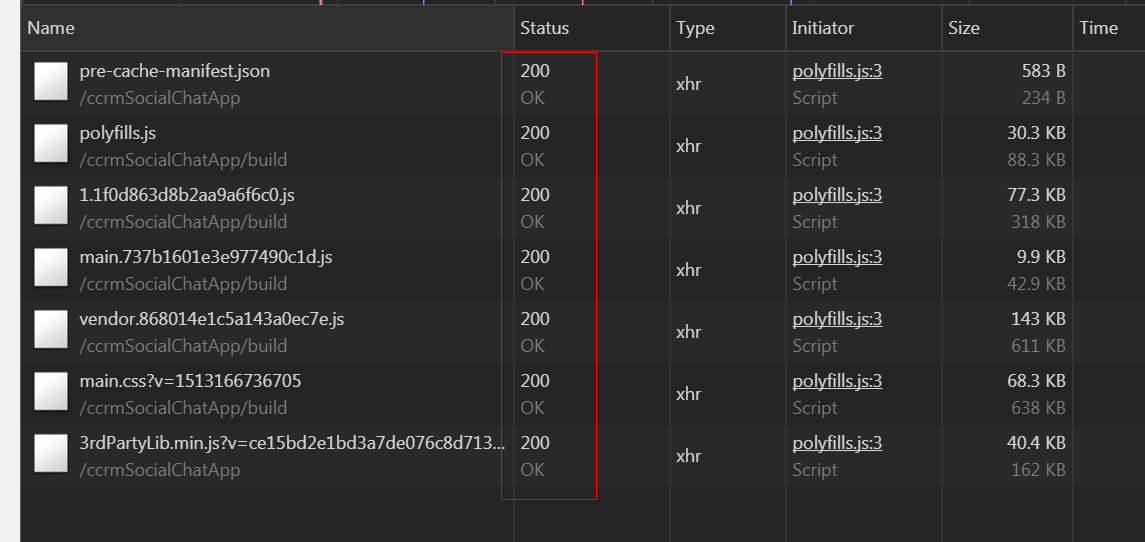 Name Status Type Initiator Size Time
pre-cache-manifest.json 200 xhr polyfills.js:3 583 B
/ccrmSocialChatApp OK Script 234 B
polyfills.js 200 xhr polyfills.js:3 30.3 KB
/ccrmSocialChatApp/build OK Script 88.3 KB
1.1f0d863d8b2aa9a6f6c0.js 200 xhr polyfills.js:3 77.3 KB
/ccrmSocialChatApp/build OK Script 318 KB
main.737b1601e3e977490c1d.js 200 xhr polyfills.js:3 9.9 KB
/ccrmSocialChatApp/build OK Script 42.9 KB
vendor.868014e1c5a143a0ec7e.js 200 xhr polyfills.js:3 143 KB
/ccrmSocialChatApp/build OK Script 611 KB
main.css?v=1513166736705 200 xhr polyfills.js:3 68.3 KB
/ccrmSocialChatApp/build OK Script 638 KB
3rdPartyLib.min.js?v=ce15bd2e1bd3a7de076c8d713... 200 xhr polyfills.js:3 40.4 KB
/ccrmSocialChatApp OK Script 162 KB